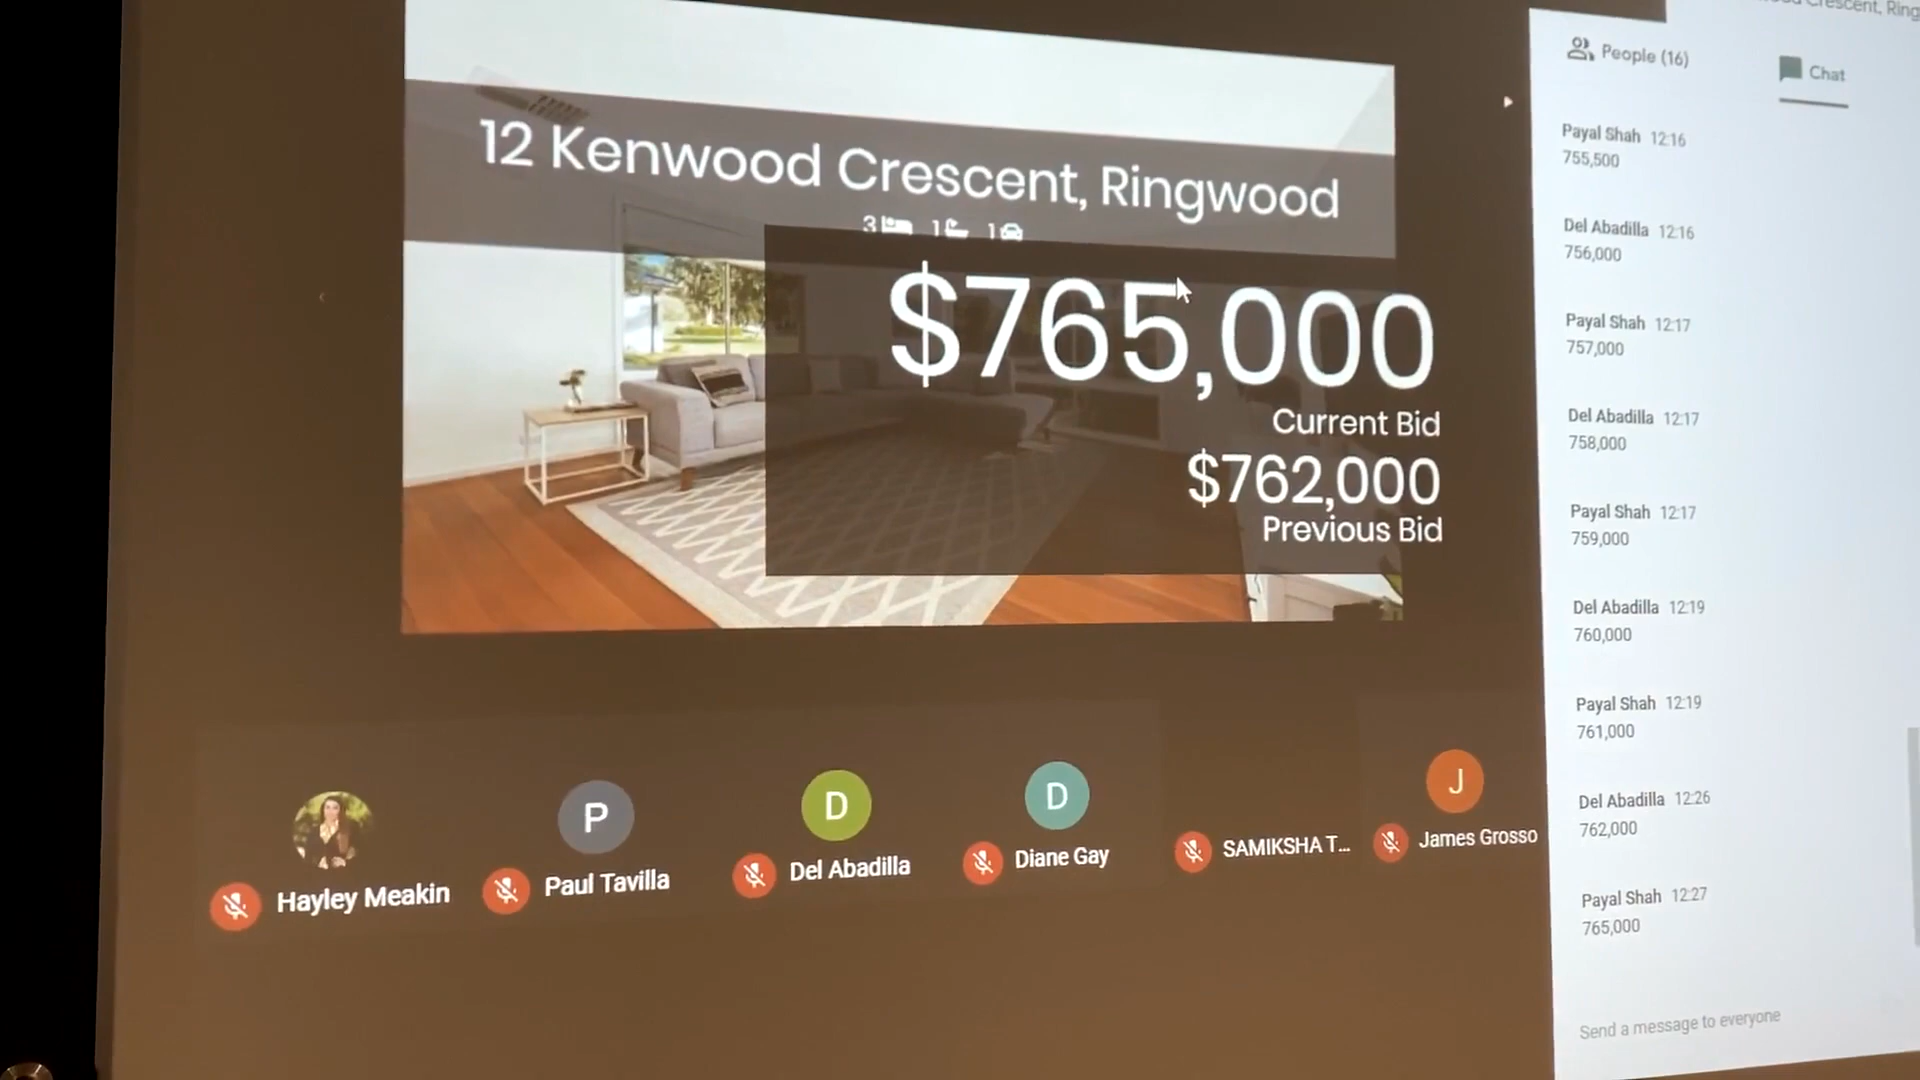 12 Kenwood Crescent, Ringwood
3 1 1
$765,000
Current Bid
$762,000
Previous Bid
Hayley Meakin
P
Paul Tavilla
D
Del Abadilla
D
Diane Gay
SAMIKSHA T...
J
James Grosso
Crescent, Ring
People (16)
Chat
Payal Shah 12:16
755,500
Del Abadilla 12:16
756,000
Payal Shah 12:17
757,000
Del Abadilla 12:17
758,000
Payal Shah 12:17
759,000
Del Abadilla 12:19
760,000
Payal Shah 12:19
761,000
Del Abadilla 12:26
762,000
Payal Shah 12:27
765,000
Send a message to everyone